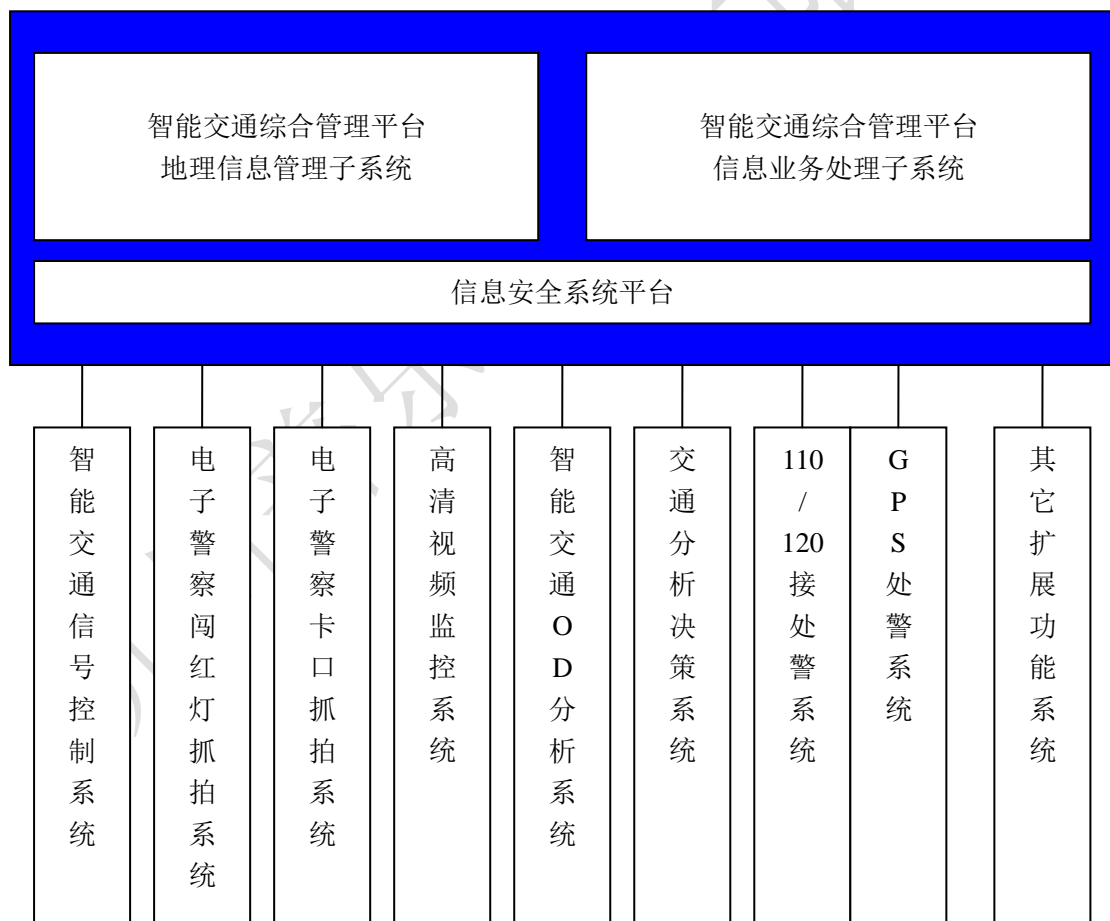 智能交通综合管理平台
地理信息管理子系统
智能交通综合管理平台
信息业务处理子系统
信息安全系统平台
智能交通信号控制系统
电子警察闯红灯抓拍系统
电子警察卡口抓拍系统
高清视频监控系统
智能交通OD分析系统
交通分析决策系统
110/120接处警系统
GPS处警系统
其它扩展功能系统